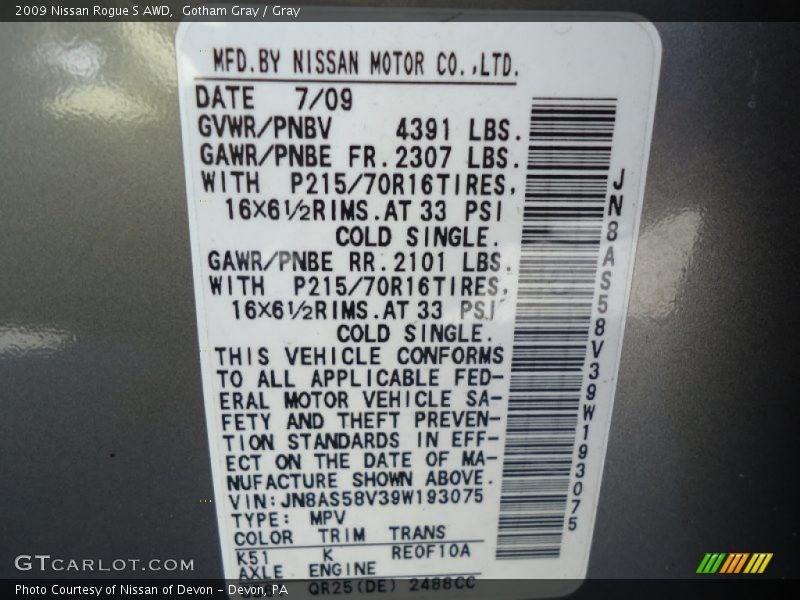 2009 Nissan Rogue S AWD,  Gotham Gray / Gray
MFD.BY NISSAN MOTOR CO.,LTD.
DATE 7/09
GVWR/PNBV 4391 LBS.
GAWR/PNBE FR.2307 LBS.
WITH P215/70R16TIRES,
16X6½RIMS.AT 33 PSI
COLD SINGLE.
GAWR/PNBE RR.2101 LBS.
WITH P215/70R16TIRES,
16X6½RIMS.AT 33 PSI
COLD SINGLE.
THIS VEHICLE CONFORMS
TO ALL APPLICABLE FED-
ERAL MOTOR VEHICLE SA-
FETY AND THEFT PREVEN-
TION STANDARDS IN EFF-
ECT ON THE DATE OF MA-
NUFACTURE SHOWN ABOVE.
VIN:JN8AS58V39W193075
TYPE: MPV
COLOR TRIM TRANS
K51 K RE0F10A
AXLE ENGINE
QR25(DE) 2488CC
JN8AS58V39W193075
GTCARLOT.COM
Photo Courtesy of Nissan of Devon - Devon, PA